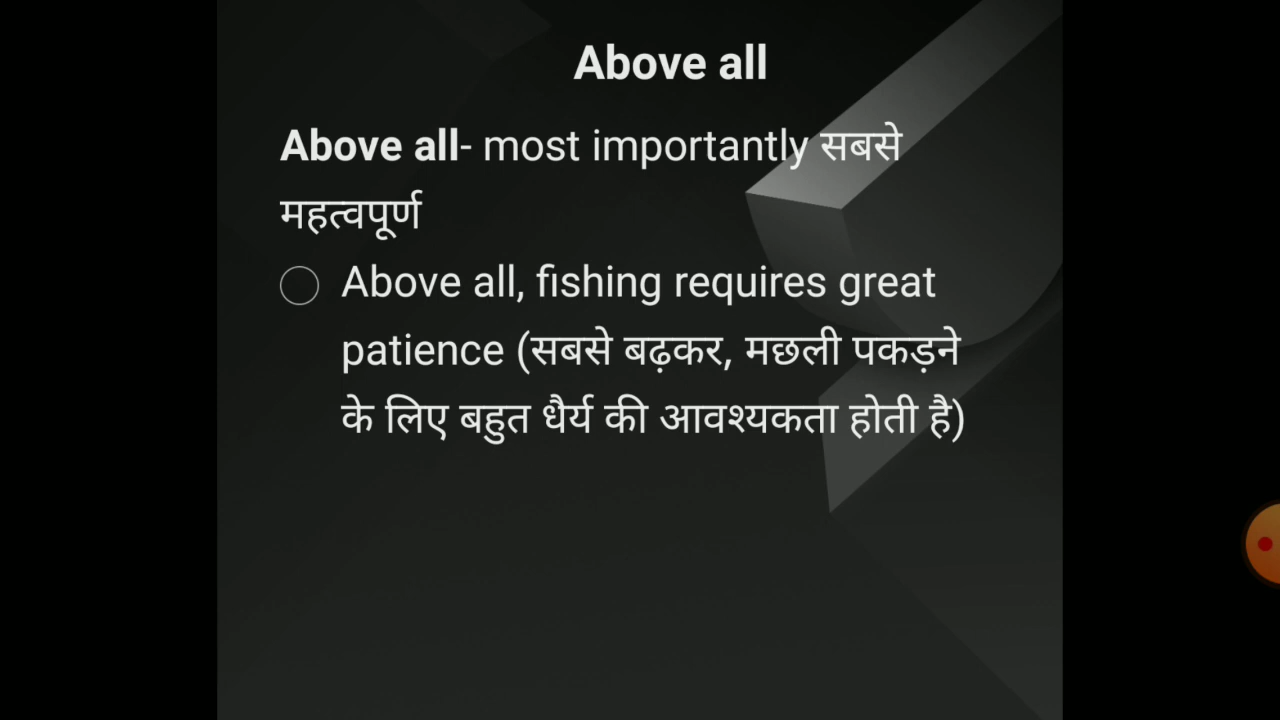 Above all
Above all- most importantly सबसे
महत्वपूर्ण
Above all, fishing requires great
patience (सबसे बढ़कर, मछली पकड़ने
के लिए बहुत धैर्य की आवश्यकता होती है)